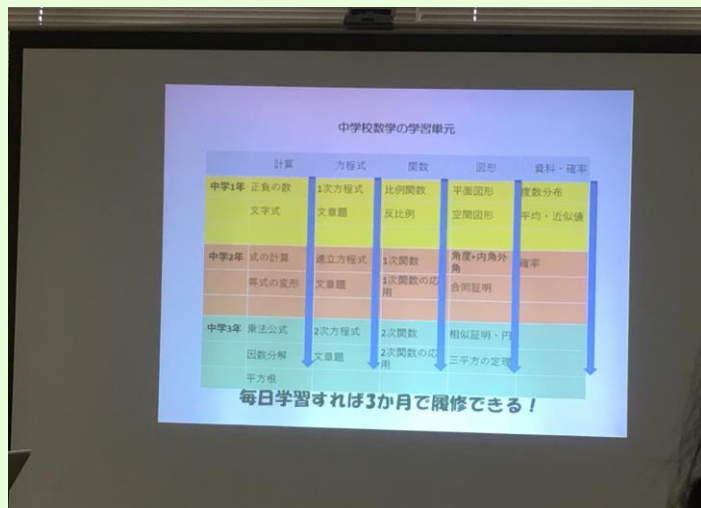 中学校数学の学習単元
計算 方程式 関数 図形 資料・確率
中学1年 正負の数 1次方程式 比例関数 平面図形 度数分布
文字式 文章題 反比例 空間図形 平均・近似値
中学2年 式の計算 連立方程式 1次関数 角度・内角外角 確率
等式の変形 文章題 1次関数の応用 合同証明
中学3年 乗法公式 2次方程式 2次関数 相似証明・円
因数分解 文章題 2次関数の応用 三平方の定理
平方根
毎日学習すれば3か月で履修できる！